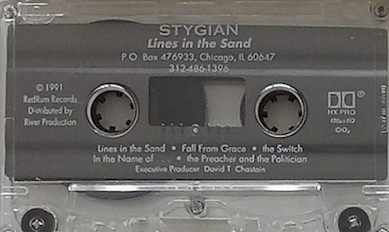 STYGIAN
Lines in the Sand
P.O. Box 476933, Chicago, IL 60647
312-486-1396
© 1991
RedRum Records
Distributed by
River Production
HX PRO
Lines in the Sand • Fall From Grace • the Switch
In the Name of . . . • the Preacher and the Politician
Executive Producer David T. Chastain